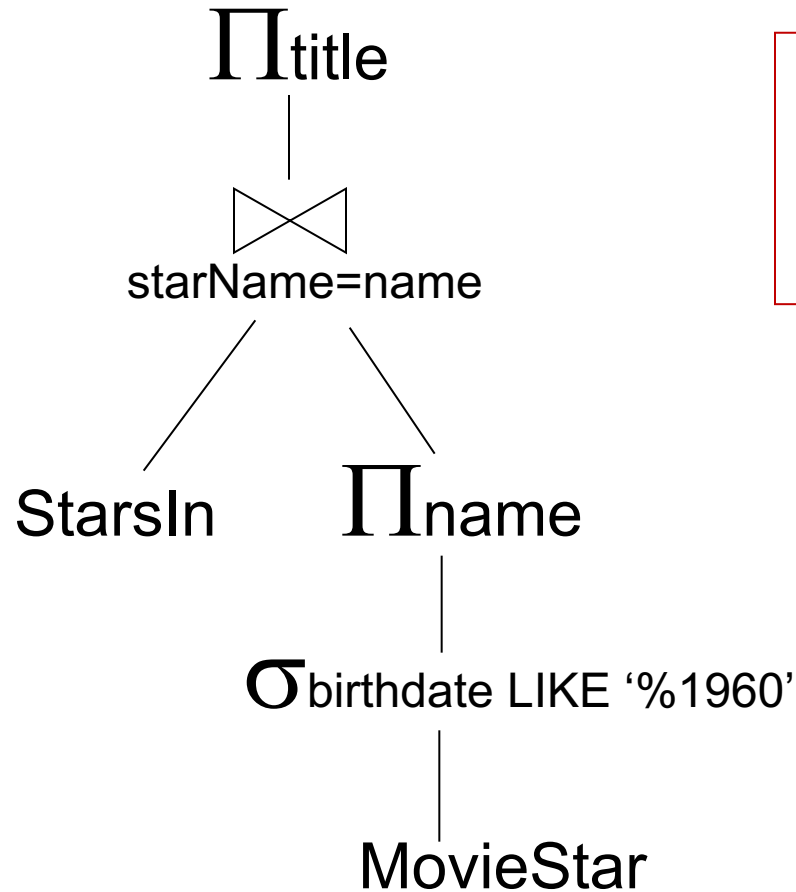 Πtitle
⋈
starName=name
StarsIn Πname
σbirthdate LIKE ‘%1960’
MovieStar